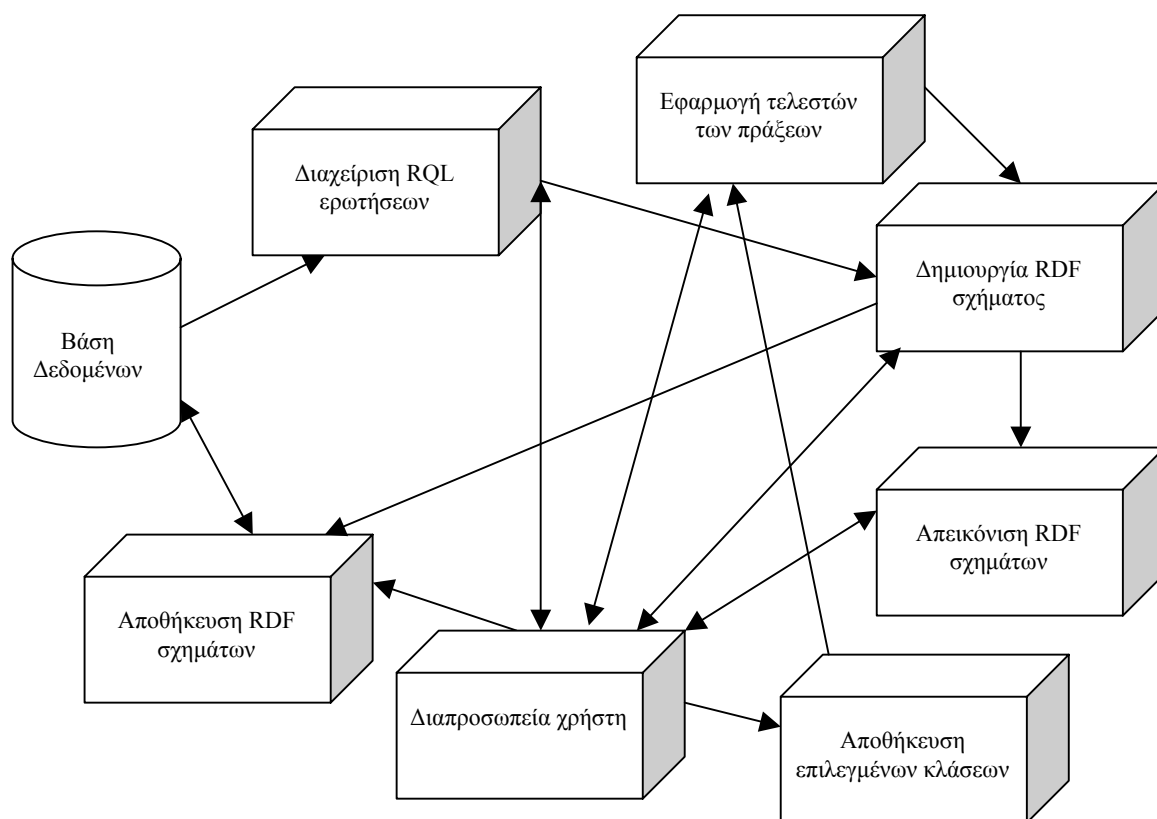 Εφαρμογή τελεστών
των πράξεων
Διαχείριση RQL
ερωτήσεων
Δημιουργία RDF
σχήματος
Βάση
Δεδομένων
Απεικόνιση RDF
σχημάτων
Αποθήκευση RDF
σχημάτων
Διαπροσωπεία χρήστη
Αποθήκευση
επιλεγμένων κλάσεων